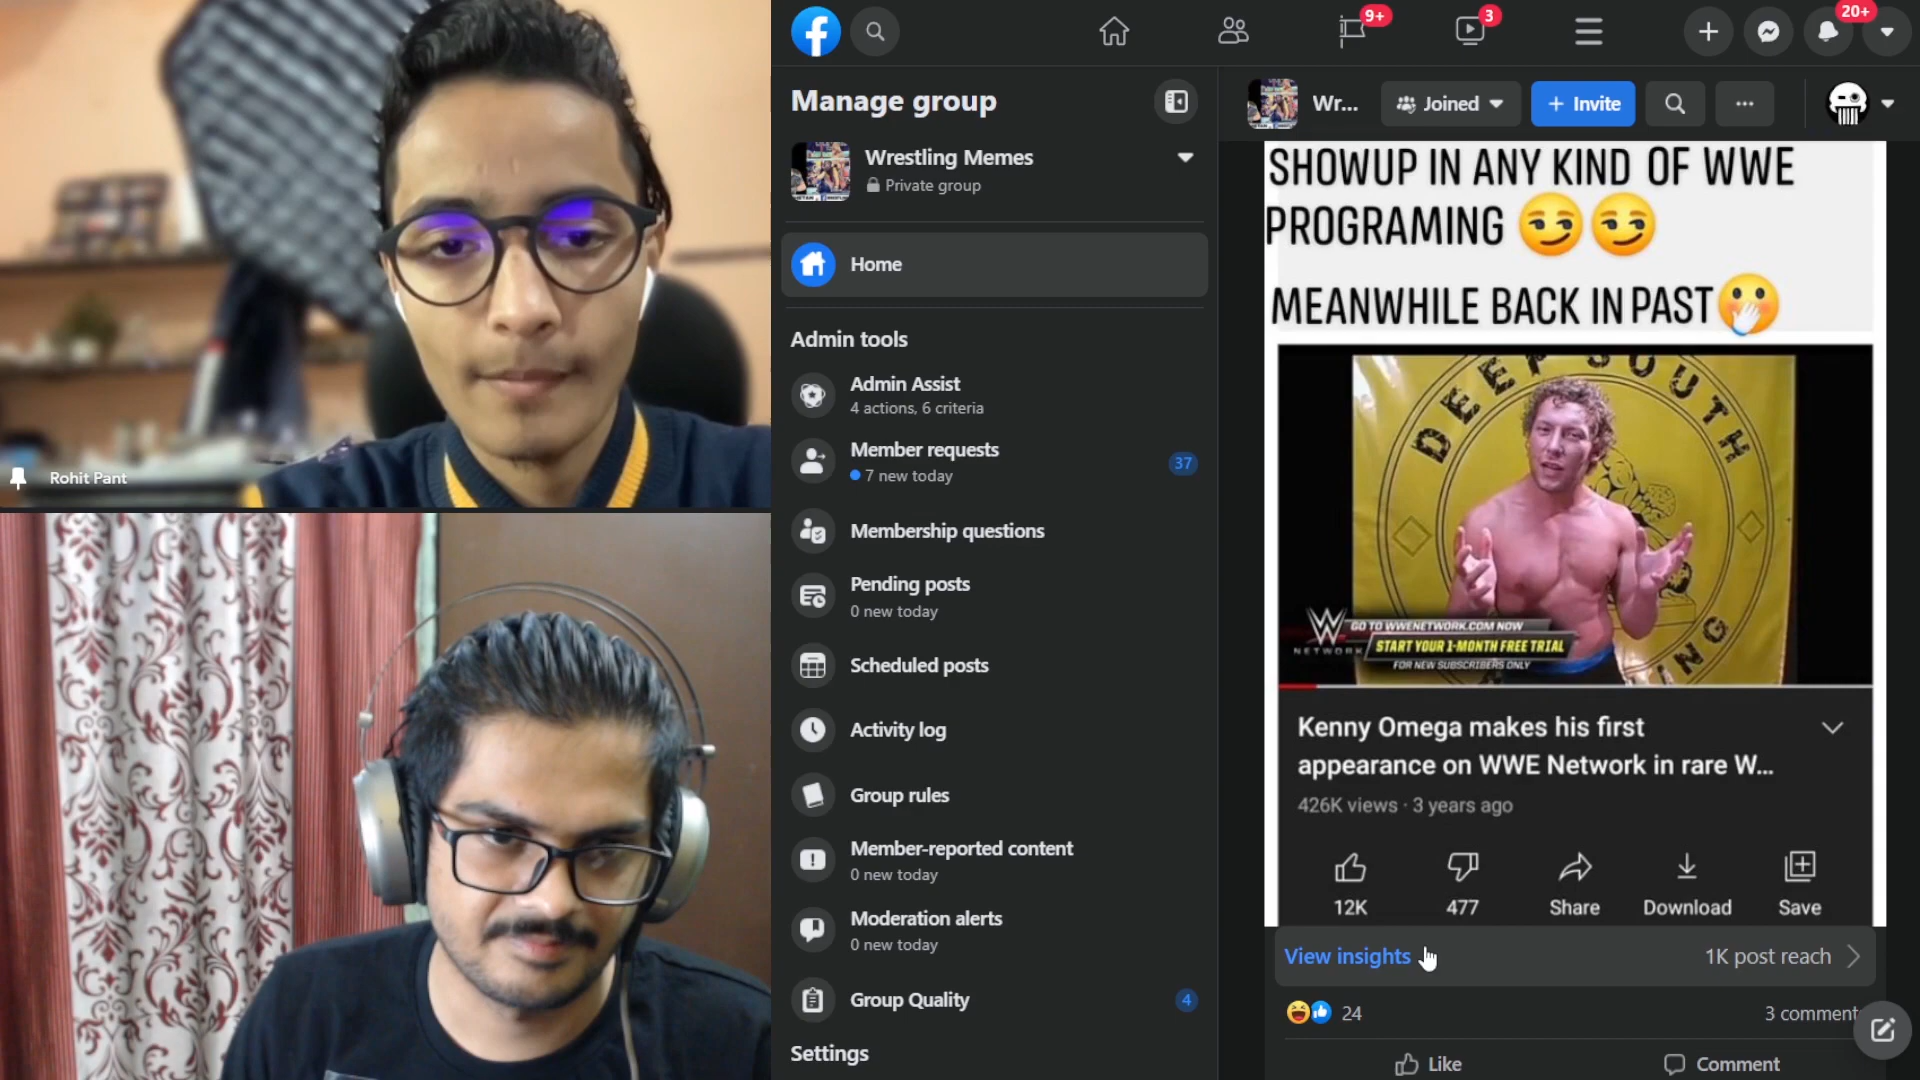 Rohit Pant
9+
3
20+
Manage group
Wrestling Memes
Private group
Home
Admin tools
Admin Assist
4 actions, 6 criteria
Member requests
7 new today
37
Membership questions
Pending posts
0 new today
Scheduled posts
Activity log
Group rules
Member-reported content
0 new today
Moderation alerts
0 new today
Group Quality
4
Settings
Wr...
Joined
+ Invite
SHOWUP IN ANY KIND OF WWE
PROGRAMING 😏😏
MEANWHILE BACK IN PAST🫢
DEEP SOUTH
ING
W
NETWORK
GO TO WWENETWORK.COM NOW
START YOUR 1-MONTH FREE TRIAL
FOR NEW SUBSCRIBERS ONLY
Kenny Omega makes his first
appearance on WWE Network in rare W...
426K views · 3 years ago
12K
477
Share
Download
Save
View insights
1K post reach
24
3 comment
Like
Comment